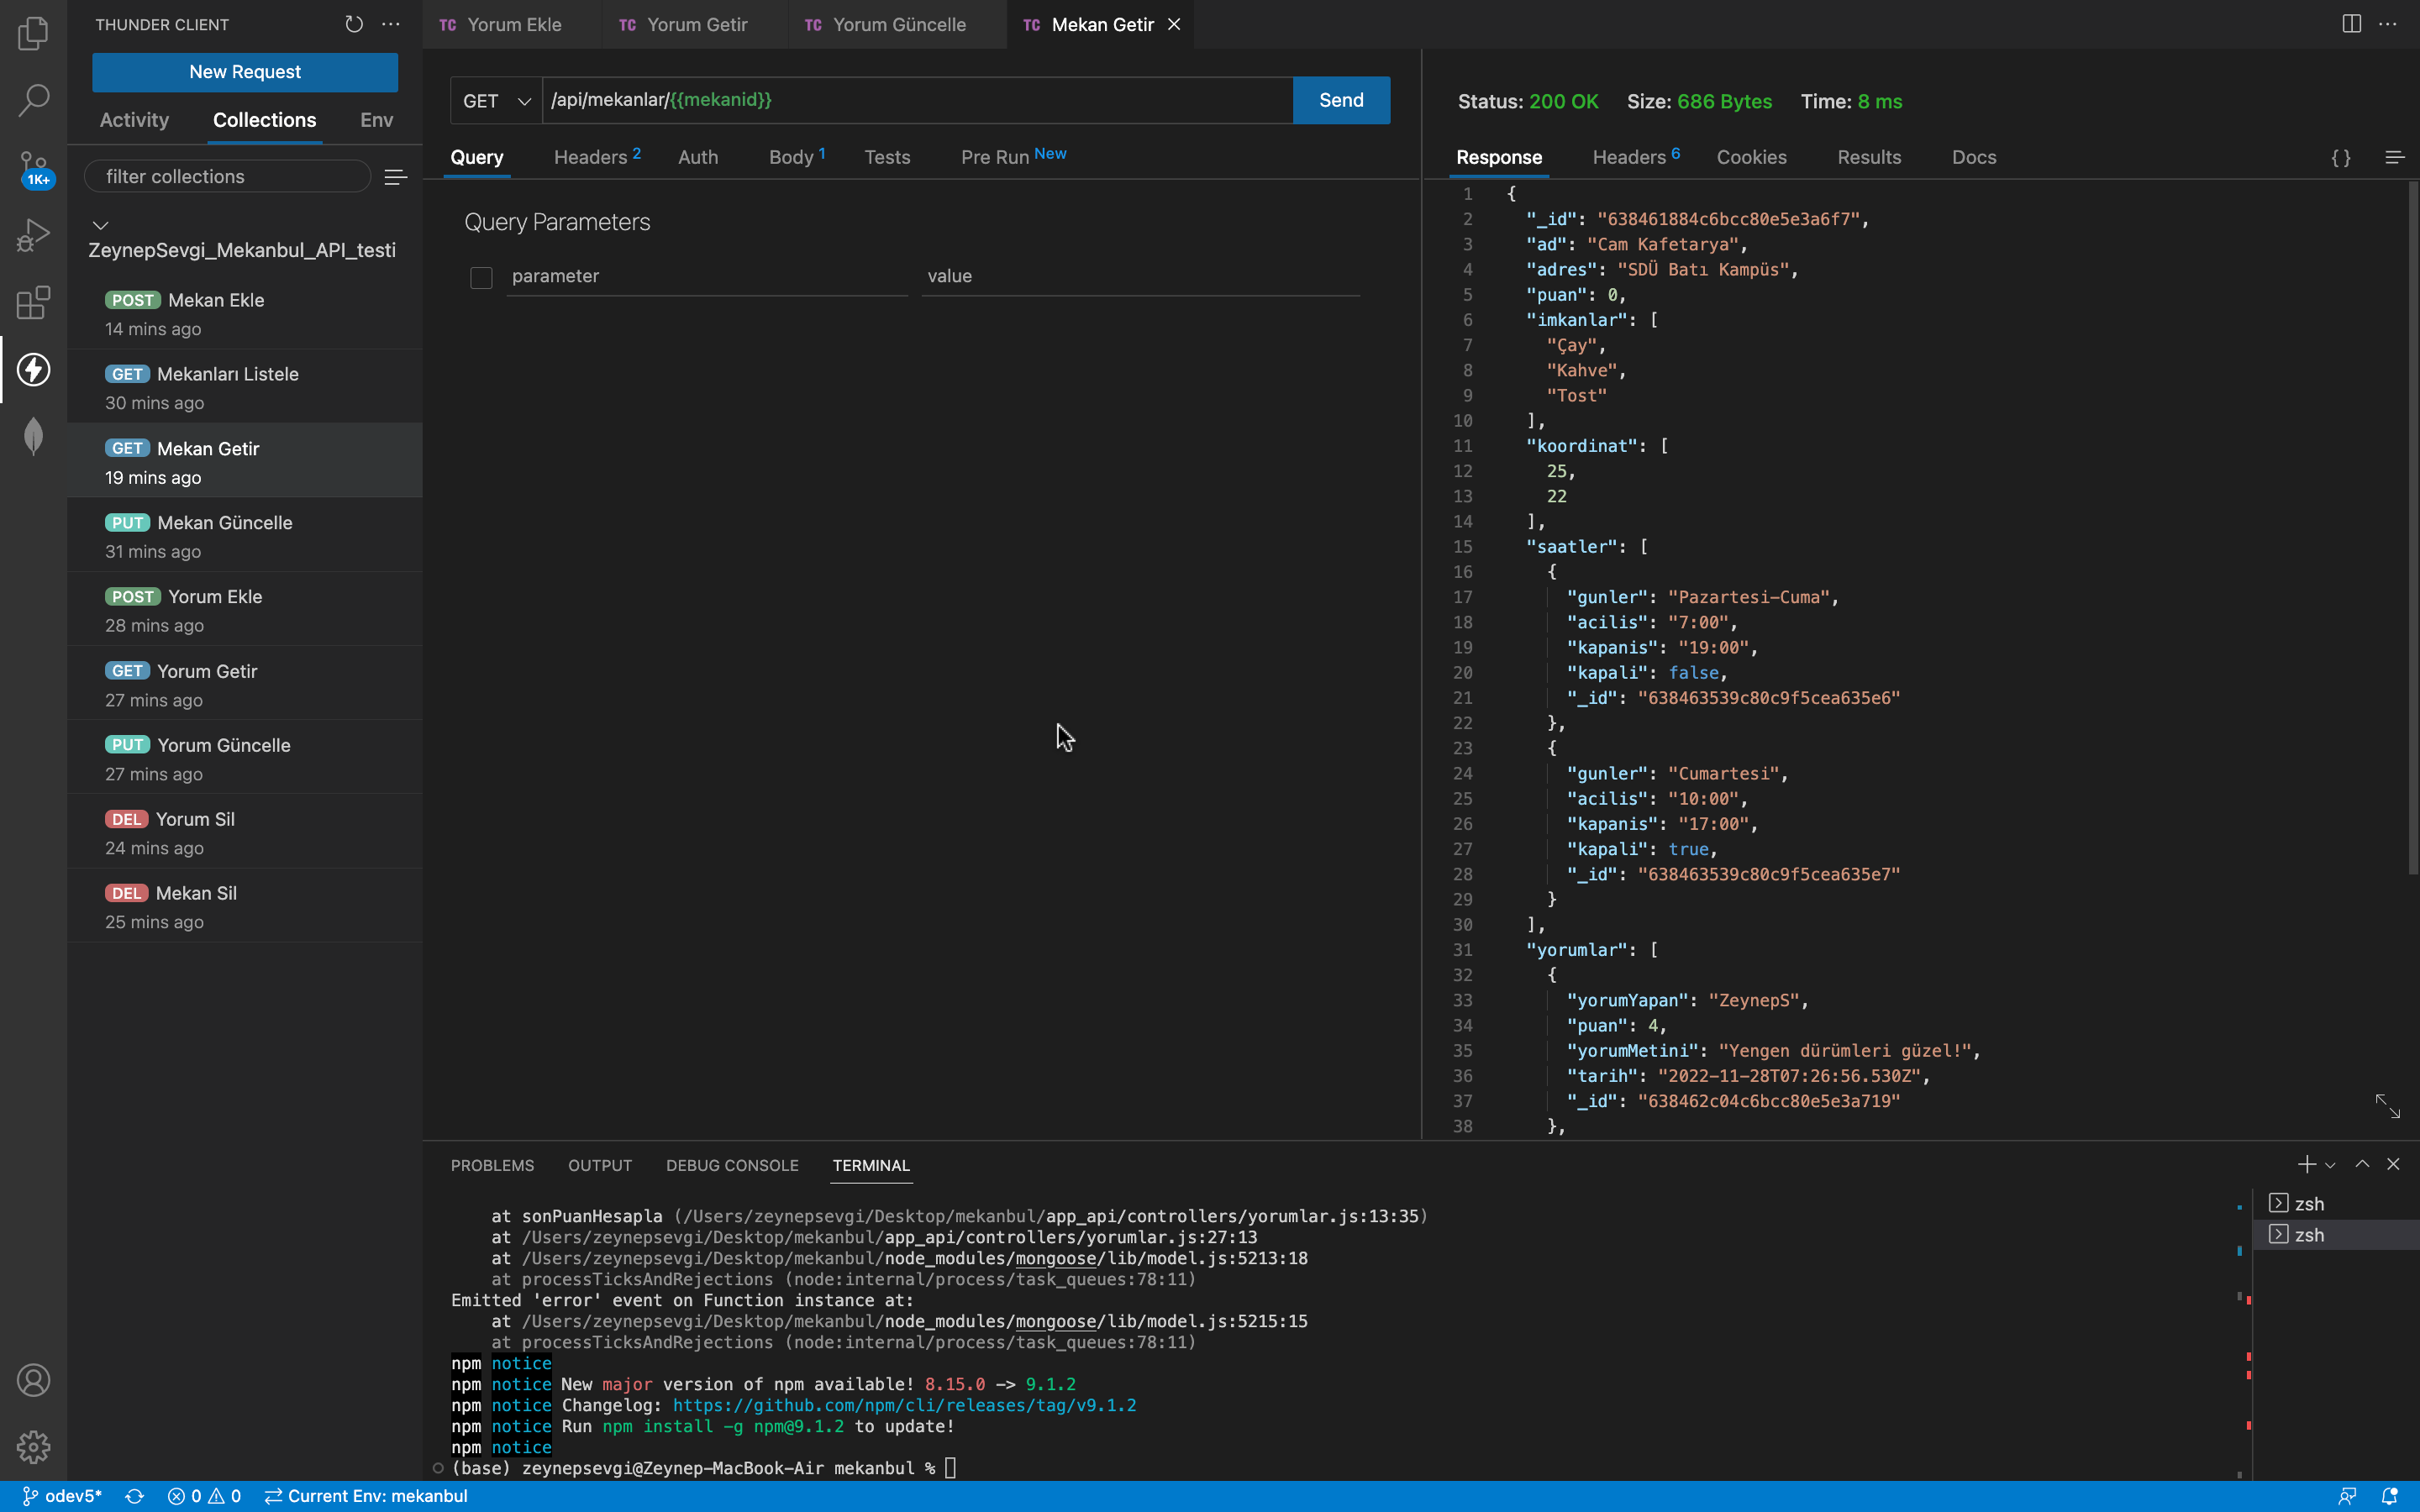 THUNDER CLIENT
New Request
Activity Collections Env
filter collections
1K+
ZeynepSevgi_Mekanbul_API_testi
POST Mekan Ekle
14 mins ago
GET Mekanları Listele
30 mins ago
GET Mekan Getir
19 mins ago
PUT Mekan Güncelle
31 mins ago
POST Yorum Ekle
28 mins ago
GET Yorum Getir
27 mins ago
PUT Yorum Güncelle
27 mins ago
DEL Yorum Sil
24 mins ago
DEL Mekan Sil
25 mins ago
TC Yorum Ekle TC Yorum Getir TC Yorum Güncelle TC Mekan Getir
GET /api/mekanlar/{{mekanid}} Send
Query Headers 2 Auth Body 1 Tests Pre Run New
Query Parameters
parameter value
Status: 200 OK Size: 686 Bytes Time: 8 ms
Response Headers 6 Cookies Results Docs { }
1 {
2 "_id": "638461884c6bcc80e5e3a6f7",
3 "ad": "Cam Kafetarya",
4 "adres": "SDÜ Batı Kampüs",
5 "puan": 0,
6 "imkanlar": [
7 "Çay",
8 "Kahve",
9 "Tost"
10 ],
11 "koordinat": [
12 25,
13 22
14 ],
15 "saatler": [
16 {
17 "gunler": "Pazartesi-Cuma",
18 "acilis": "7:00",
19 "kapanis": "19:00",
20 "kapali": false,
21 "_id": "638463539c80c9f5cea635e6"
22 },
23 {
24 "gunler": "Cumartesi",
25 "acilis": "10:00",
26 "kapanis": "17:00",
27 "kapali": true,
28 "_id": "638463539c80c9f5cea635e7"
29 }
30 ],
31 "yorumlar": [
32 {
33 "yorumYapan": "ZeynepS",
34 "puan": 4,
35 "yorumMetini": "Yengen dürümleri güzel!",
36 "tarih": "2022-11-28T07:26:56.530Z",
37 "_id": "638462c04c6bcc80e5e3a719"
38 },
PROBLEMS OUTPUT DEBUG CONSOLE TERMINAL
at sonPuanHesapla (/Users/zeynepsevgi/Desktop/mekanbul/app_api/controllers/yorumlar.js:13:35)
at /Users/zeynepsevgi/Desktop/mekanbul/app_api/controllers/yorumlar.js:27:13
at /Users/zeynepsevgi/Desktop/mekanbul/node_modules/mongoose/lib/model.js:5213:18
at processTicksAndRejections (node:internal/process/task_queues:78:11)
Emitted 'error' event on Function instance at:
at /Users/zeynepsevgi/Desktop/mekanbul/node_modules/mongoose/lib/model.js:5215:15
at processTicksAndRejections (node:internal/process/task_queues:78:11)
npm notice
npm notice New major version of npm available! 8.15.0 -> 9.1.2
npm notice Changelog: https://github.com/npm/cli/releases/tag/v9.1.2
npm notice Run npm install -g npm@9.1.2 to update!
npm notice
(base) zeynepsevgi@Zeynep-MacBook-Air mekanbul %
zsh
zsh
odev5* 0 0 Current Env: mekanbul